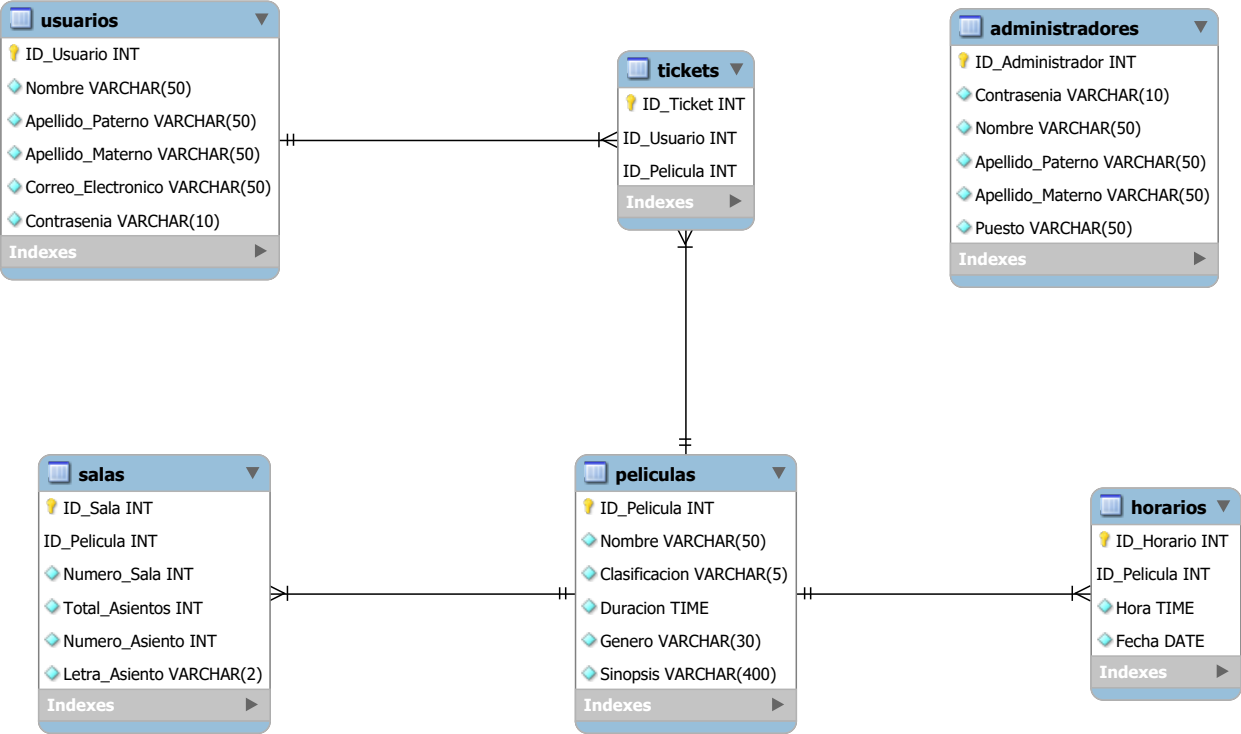 usuarios
ID_Usuario INT
Nombre VARCHAR(50)
Apellido_Paterno VARCHAR(50)
Apellido_Materno VARCHAR(50)
Correo_Electronico VARCHAR(50)
Contrasenia VARCHAR(10)
Indexes
tickets
ID_Ticket INT
ID_Usuario INT
ID_Pelicula INT
Indexes
administradores
ID_Administrador INT
Contrasenia VARCHAR(10)
Nombre VARCHAR(50)
Apellido_Paterno VARCHAR(50)
Apellido_Materno VARCHAR(50)
Puesto VARCHAR(50)
Indexes
salas
ID_Sala INT
ID_Pelicula INT
Numero_Sala INT
Total_Asientos INT
Numero_Asiento INT
Letra_Asiento VARCHAR(2)
Indexes
peliculas
ID_Pelicula INT
Nombre VARCHAR(50)
Clasificacion VARCHAR(5)
Duracion TIME
Genero VARCHAR(30)
Sinopsis VARCHAR(400)
Indexes
horarios
ID_Horario INT
ID_Pelicula INT
Hora TIME
Fecha DATE
Indexes